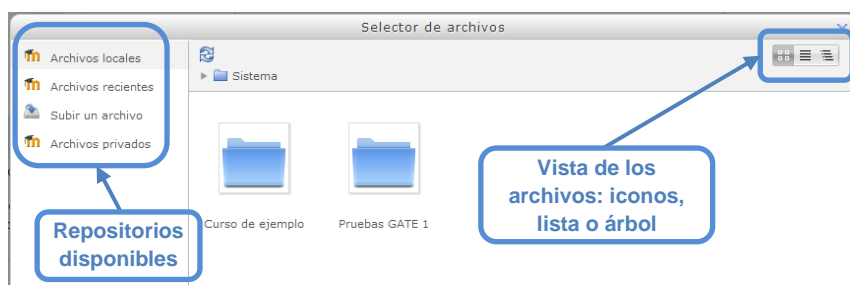 Selector de archivos
Archivos locales
Archivos recientes
Subir un archivo
Archivos privados
Sistema
Curso de ejemplo
Pruebas GATE 1
Vista de los
archivos: iconos,
lista o árbol
Repositorios
disponibles